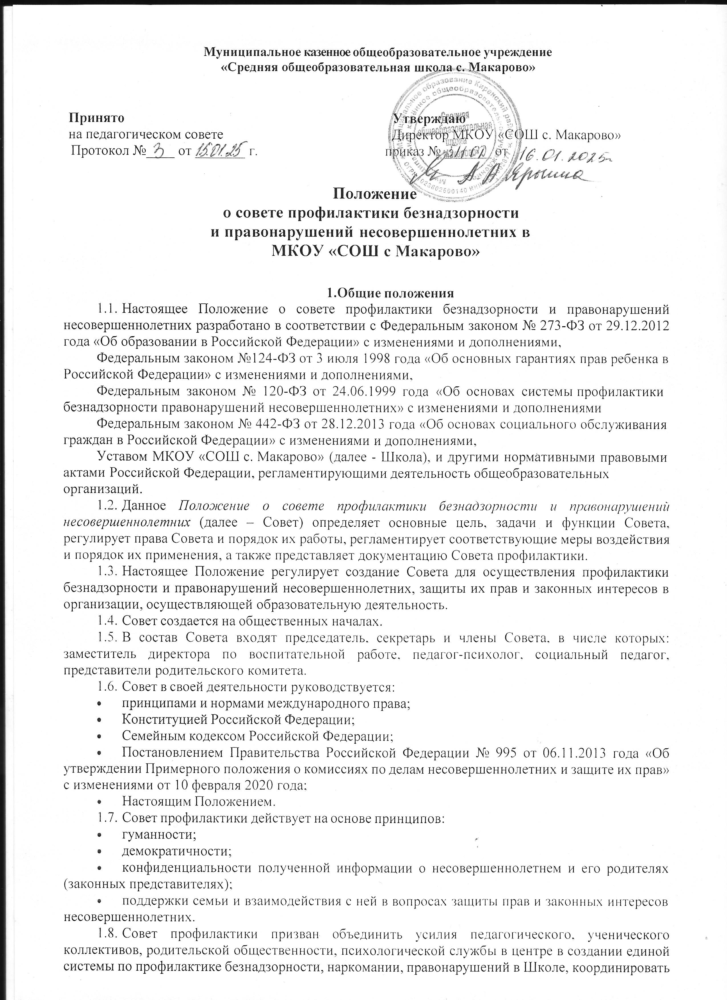 Муниципальное казенное общеобразовательное учреждение
«Средняя общеобразовательная школа с. Макарово»
Принято
на педагогическом совете
Протокол № 3 от 15.01.25 г.
Утверждаю
Директор МКОУ «СОШ с. Макарово»
приказ № от 16.01.2025г
А А Ярыгина
Муниципальное образование Киренский район
«Средняя
общеобразовательная
школа
с. Макарово»
Положение
о совете профилактики безнадзорности
и правонарушений несовершеннолетних в
МКОУ «СОШ с Макарово»
1.Общие положения
1.1. Настоящее Положение о совете профилактики безнадзорности и правонарушений
несовершеннолетних разработано в соответствии с Федеральным законом № 273-ФЗ от 29.12.2012
года «Об образовании в Российской Федерации» с изменениями и дополнениями,
Федеральным законом №124-ФЗ от 3 июля 1998 года «Об основных гарантиях прав ребенка в
Российской Федерации» с изменениями и дополнениями,
Федеральным законом № 120-ФЗ от 24.06.1999 года «Об основах системы профилактики
безнадзорности правонарушений несовершеннолетних» с изменениями и дополнениями
Федеральным законом № 442-ФЗ от 28.12.2013 года «Об основах социального обслуживания
граждан в Российской Федерации» с изменениями и дополнениями,
Уставом МКОУ «СОШ с. Макарово» (далее - Школа), и другими нормативными правовыми
актами Российской Федерации, регламентирующими деятельность общеобразовательных
организаций.
1.2. Данное Положение о совете профилактики безнадзорности и правонарушений
несовершеннолетних (далее – Совет) определяет основные цель, задачи и функции Совета,
регулирует права Совета и порядок их работы, регламентирует соответствующие меры воздействия
и порядок их применения, а также представляет документацию Совета профилактики.
1.3. Настоящее Положение регулирует создание Совета для осуществления профилактики
безнадзорности и правонарушений несовершеннолетних, защиты их прав и законных интересов в
организации, осуществляющей образовательную деятельность.
1.4. Совет создается на общественных началах.
1.5. В состав Совета входят председатель, секретарь и члены Совета, в числе которых:
заместитель директора по воспитательной работе, педагог-психолог, социальный педагог,
представители родительского комитета.
1.6. Совет в своей деятельности руководствуется:
• принципами и нормами международного права;
• Конституцией Российской Федерации;
• Семейным кодексом Российской Федерации;
• Постановлением Правительства Российской Федерации № 995 от 06.11.2013 года «Об
утверждении Примерного положения о комиссиях по делам несовершеннолетних и защите их прав»
с изменениями от 10 февраля 2020 года;
• Настоящим Положением.
1.7. Совет профилактики действует на основе принципов:
• гуманности;
• демократичности;
• конфиденциальности полученной информации о несовершеннолетнем и его родителях
(законных представителях);
• поддержки семьи и взаимодействия с ней в вопросах защиты прав и законных интересов
несовершеннолетних.
1.8. Совет профилактики призван объединить усилия педагогического, ученического
коллективов, родительской общественности, психологической службы в центре в создании единой
системы по профилактике безнадзорности, наркомании, правонарушений в Школе, координировать